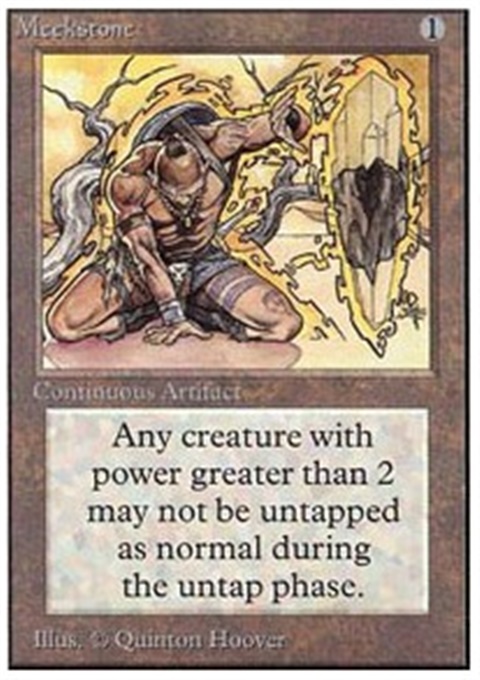 Meekstone 1
Continuous Artifact
Any creature with
power greater than 2
may not be untapped
as normal during
the untap phase.
Illus. © Quinton Hoover